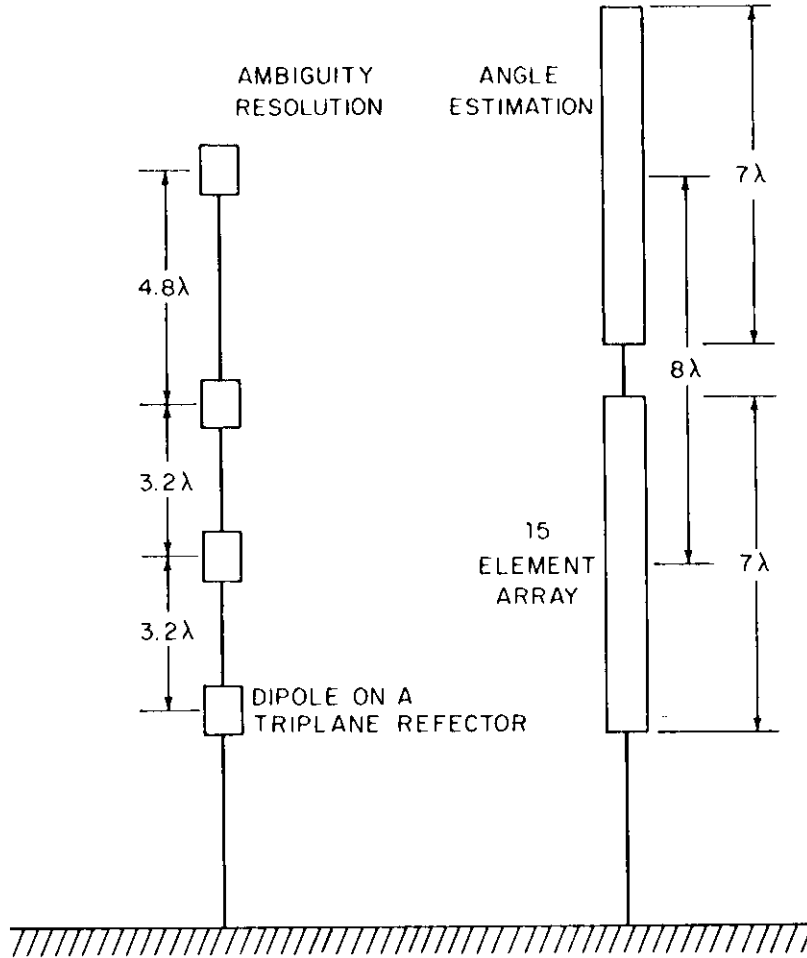 AMBIGUITY
RESOLUTION
ANGLE
ESTIMATION
7λ
4.8λ
8λ
3.2λ
15
ELEMENT
ARRAY
7λ
3.2λ
DIPOLE ON A
TRIPLANE REFECTOR